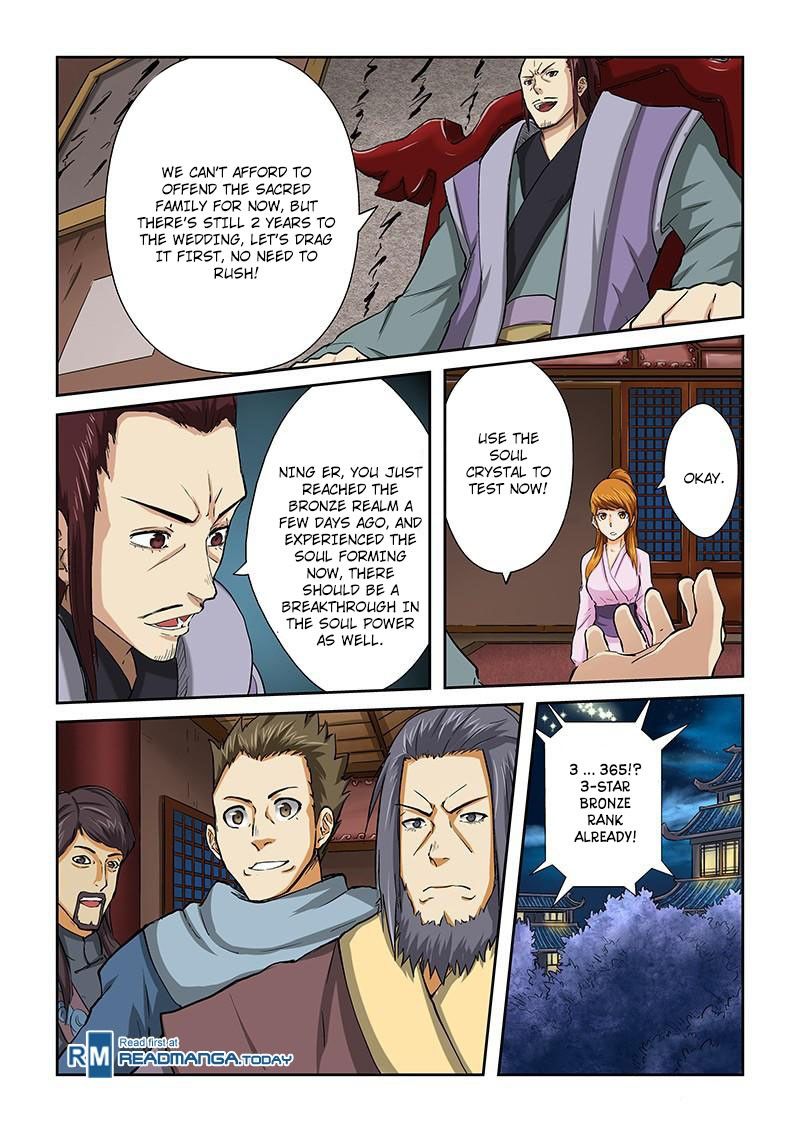 WE CAN'T AFFORD TO
OFFEND THE SACRED
FAMILY FOR NOW, BUT
THERE'S STILL 2 YEARS TO
THE WEDDING, LET'S DRAG
IT FIRST, NO NEED TO
RUSH!
NING ER, YOU JUST
REACHED THE
BRONZE REALM A
FEW DAYS AGO, AND
EXPERIENCED THE
SOUL FORMING
NOW, THERE
SHOULD BE A
BREAKTHROUGH IN
THE SOUL POWER
AS WELL.
USE THE
SOUL
CRYSTAL TO
TEST NOW!
OKAY.
3 ... 365!?
3-STAR
BRONZE
RANK
ALREADY!
RM
Read first at
READMANGA.TODAY